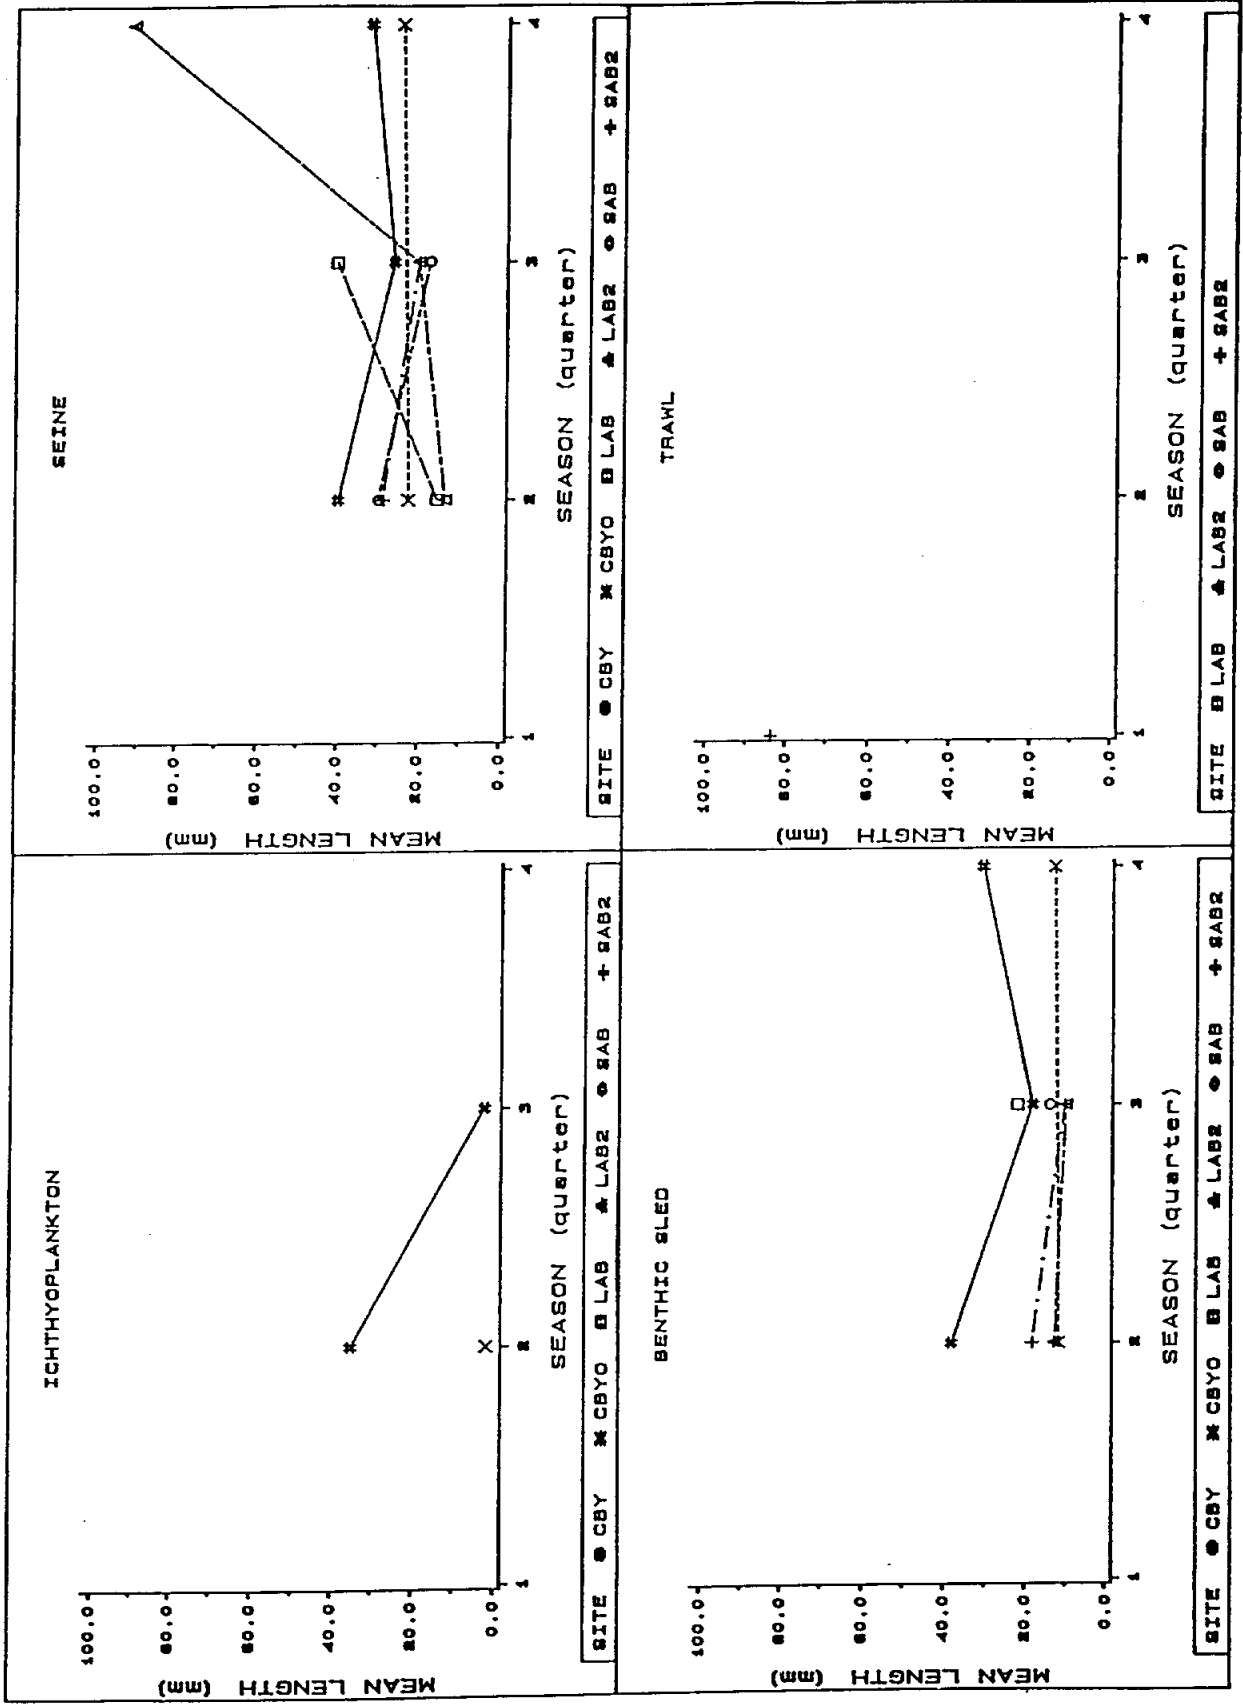 ICHTHYOPLANKTON
MEAN LENGTH (mm)
100.0
80.0
60.0
40.0
20.0
0.0
1 2 3 4
SEASON (quarter)
SITE CBY CBYO LAB LAB2 SAB SAB2
SEINE
MEAN LENGTH (mm)
100.0
80.0
60.0
40.0
20.0
0.0
1 2 3 4
SEASON (quarter)
SITE CBY CBYO LAB LAB2 SAB SAB2
BENTHIC SLED
MEAN LENGTH (mm)
100.0
80.0
60.0
40.0
20.0
0.0
1 2 3 4
SEASON (quarter)
SITE CBY CBYO LAB LAB2 SAB SAB2
TRAWL
MEAN LENGTH (mm)
100.0
80.0
60.0
40.0
20.0
0.0
1 2 3 4
SEASON (quarter)
SITE LAB LAB2 SAB SAB2